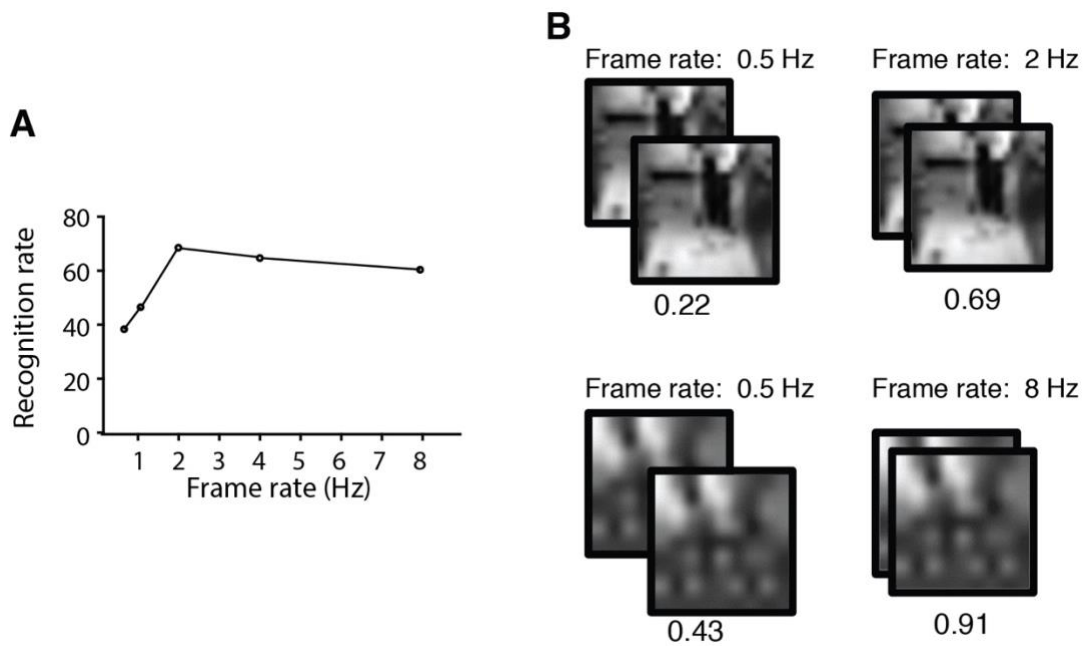 A
Recognition rate
80
60
40
20
0
1 2 3 4 5 6 7 8
Frame rate (Hz)
B
Frame rate: 0.5 Hz
Frame rate: 2 Hz
0.22
0.69
Frame rate: 0.5 Hz
Frame rate: 8 Hz
0.43
0.91